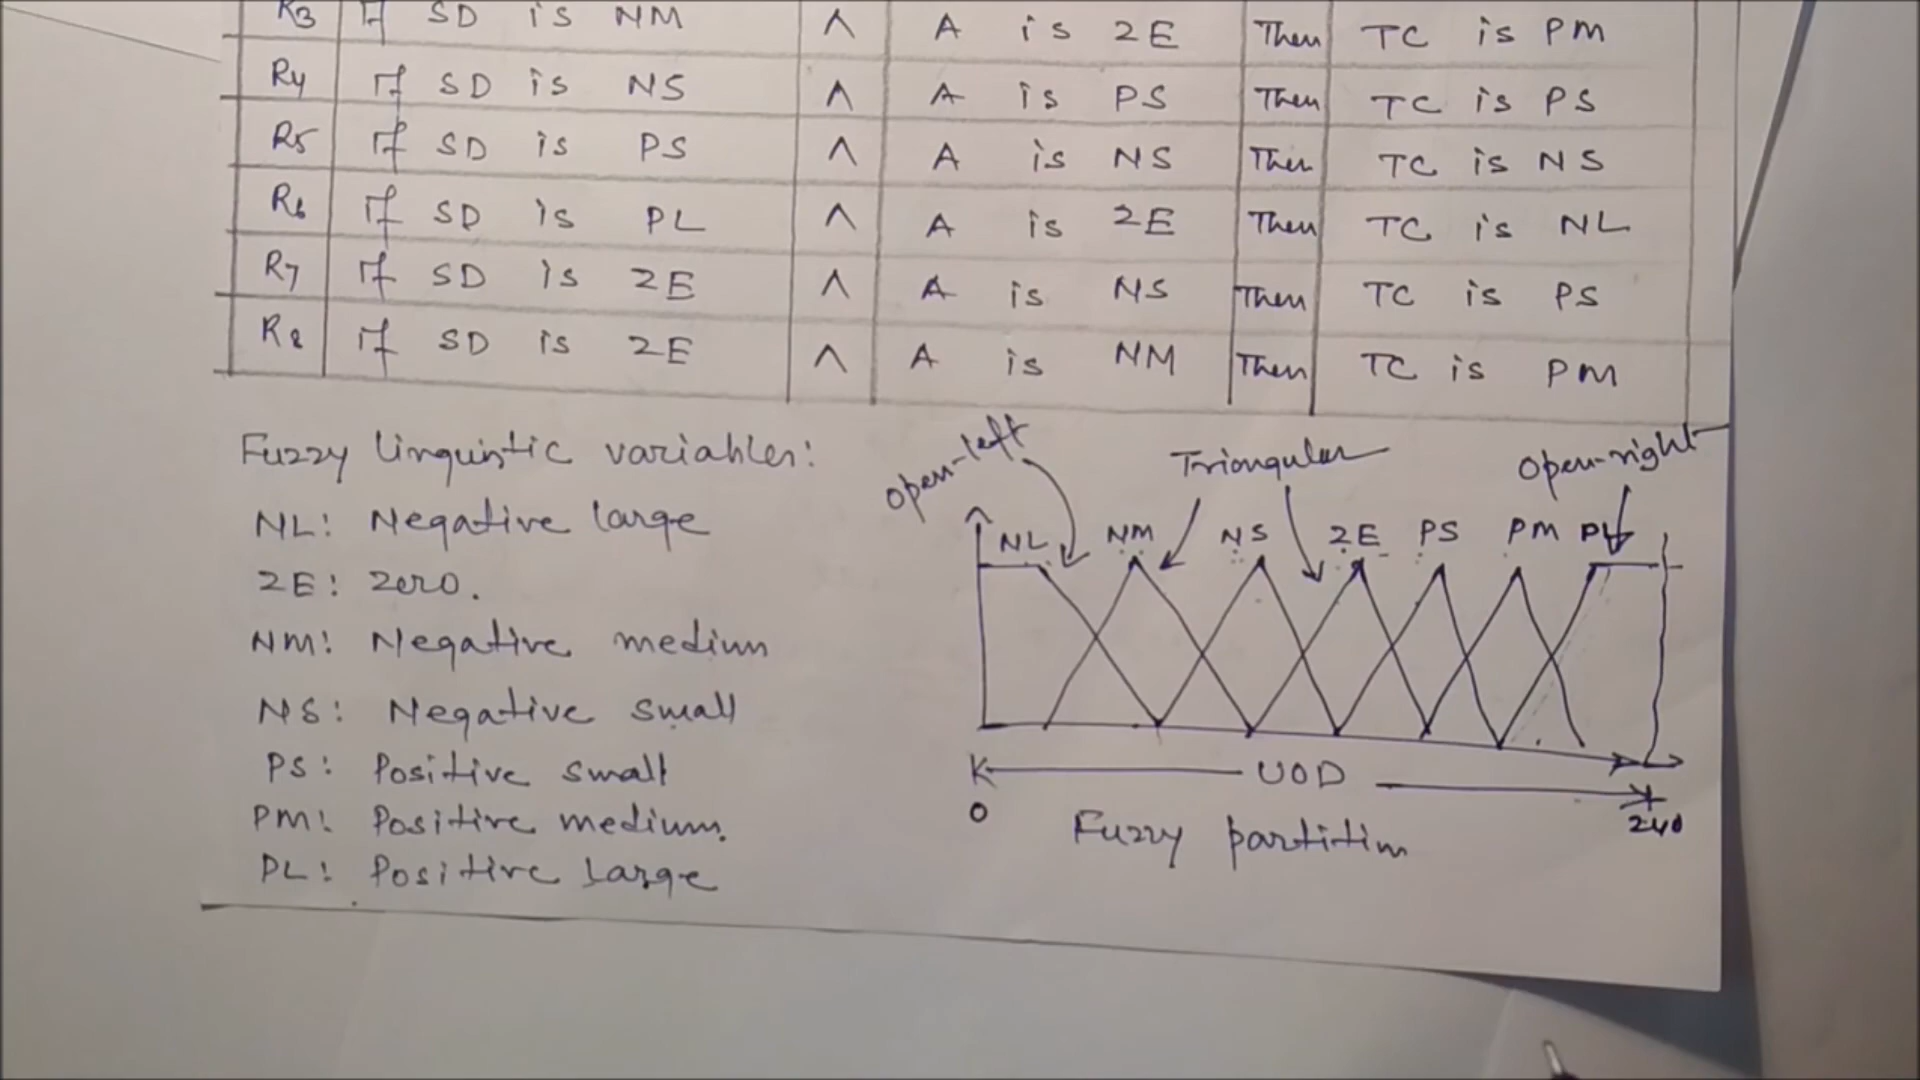 R3 If SD is NM ∧ A is ZE Then TC is PM
R4 If SD is NS ∧ A is PS Then TC is PS
R5 If SD is PS ∧ A is NS Then TC is NS
R6 If SD is PL ∧ A is ZE Then TC is NL
R7 If SD is ZE ∧ A is NS Then TC is PS
R8 If SD is ZE ∧ A is NM Then TC is PM
Fuzzy linguistic variables:
NL: Negative large
ZE: Zero.
NM: Negative medium
NS: Negative small
PS: Positive small
PM: Positive medium.
PL: Positive large
Open-left Triangular Open-right
NL NM NS ZE PS PM PL
UOD
0 240
Fuzzy partition